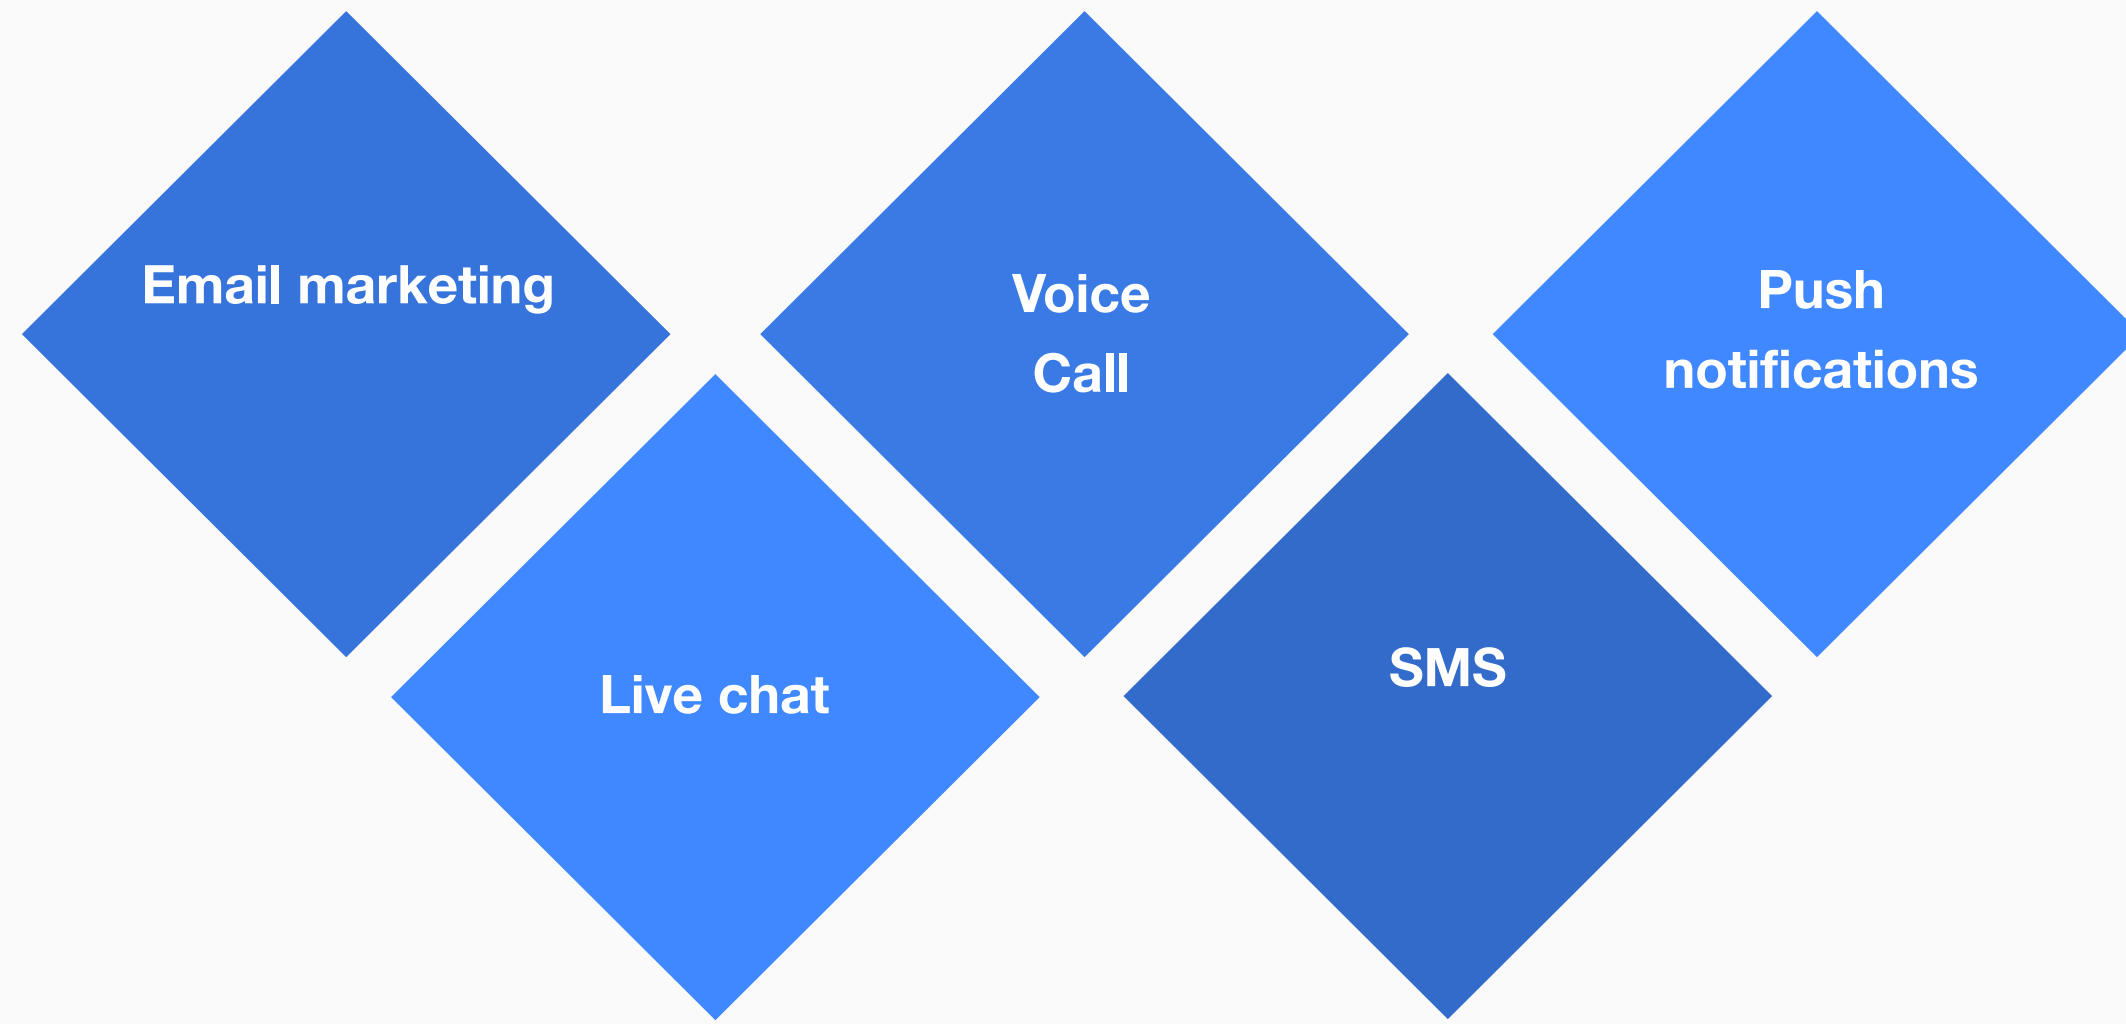 Email marketing
Voice
Call
Push
notifications
Live chat
SMS